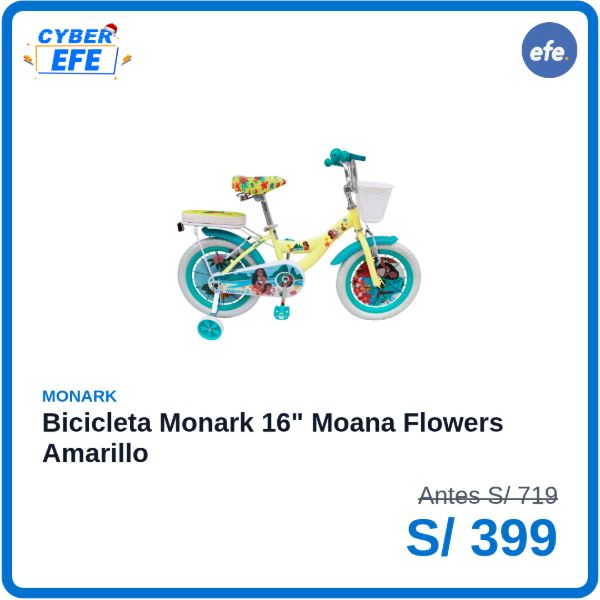 CYBER
EFE
efe.
MONARK
Bicicleta Monark 16" Moana Flowers
Amarillo
Antes S/ 719
S/ 399